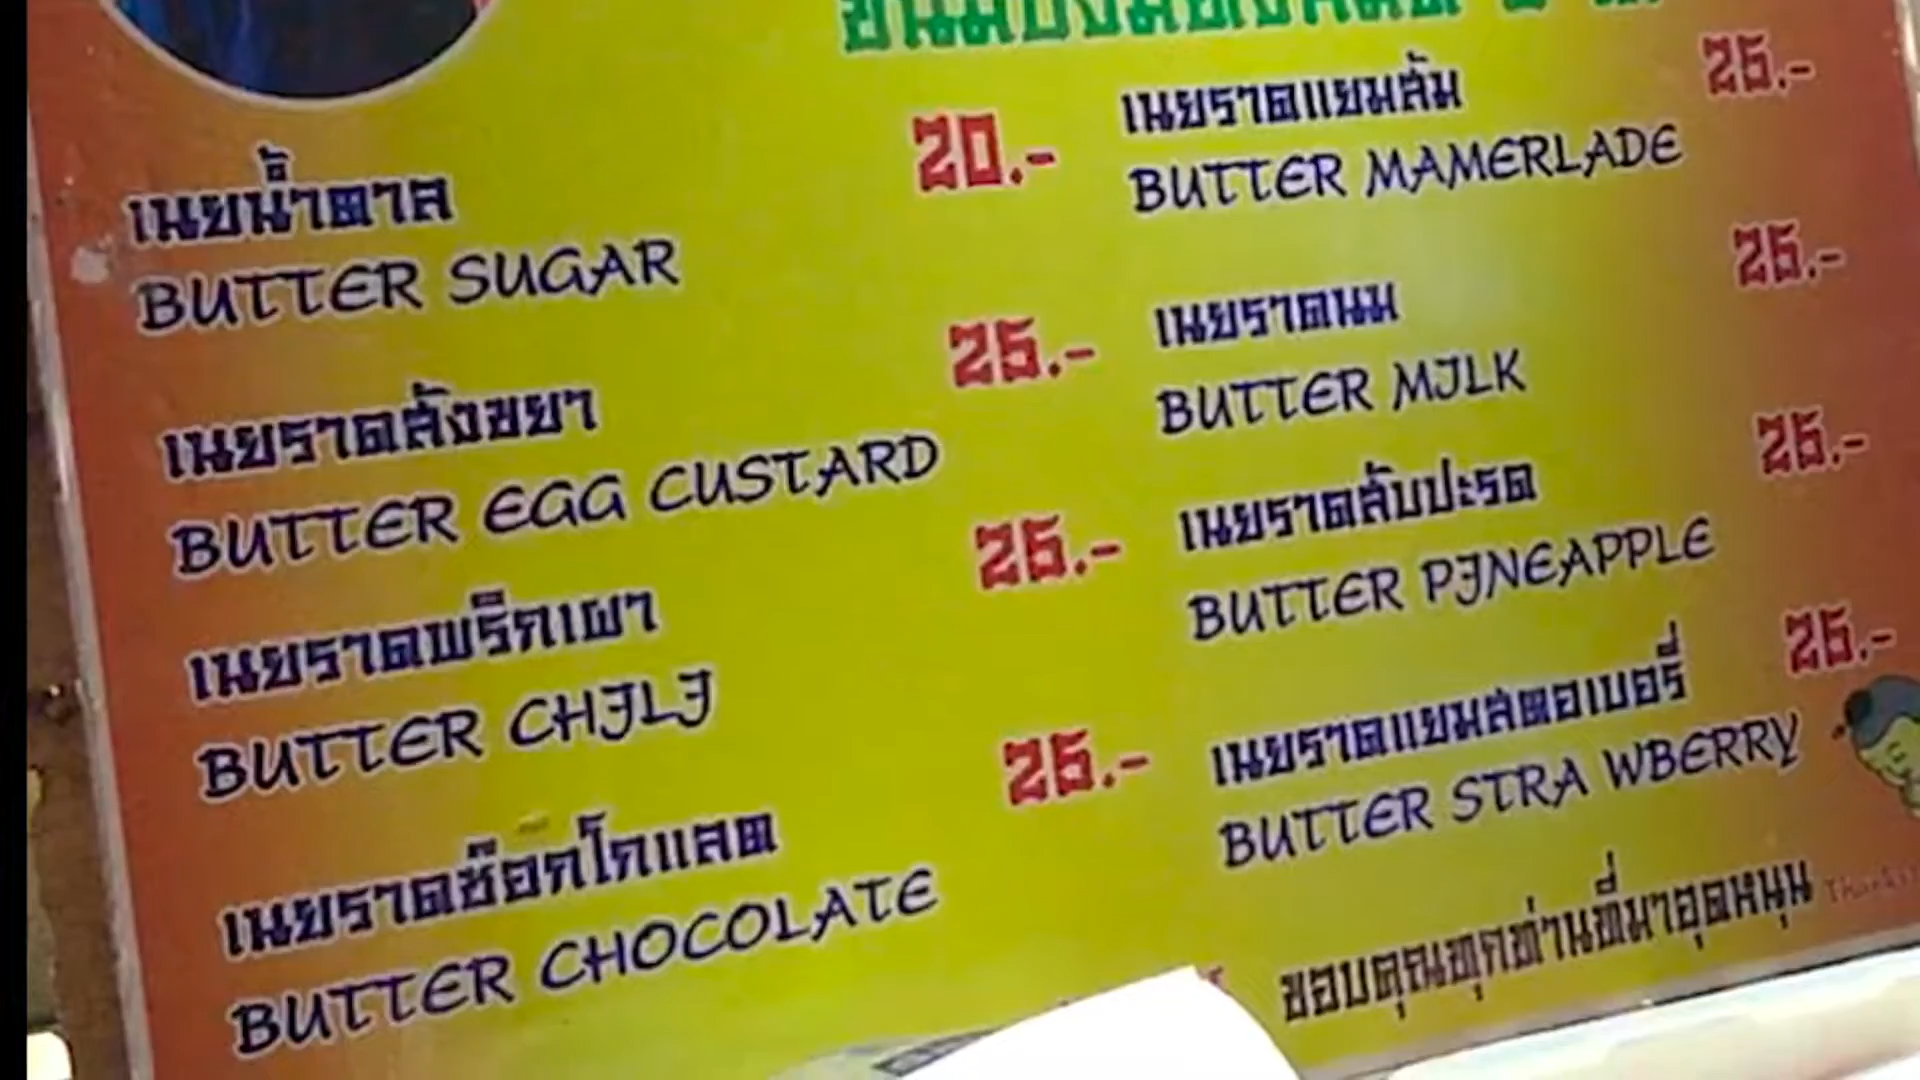 เนยน้ำตาล 20.-
BUTTER SUGAR
เนยราดสังขยา 25.-
BUTTER EGG CUSTARD
เนยราดพริกเผา 25.-
BUTTER CHILI
เนยราดช๊อกโกแลต 25.-
BUTTER CHOCOLATE
เนยราดแยมส้ม 25.-
BUTTER MAMERLADE
เนยราดนม 25.-
BUTTER MILK
เนยราดสับปะรด 25.-
BUTTER PINEAPPLE
เนยราดแยมสตอเบอรี่ 25.-
BUTTER STRA WBERRY
ขอบคุณทุกท่านที่มาอุดหนุน